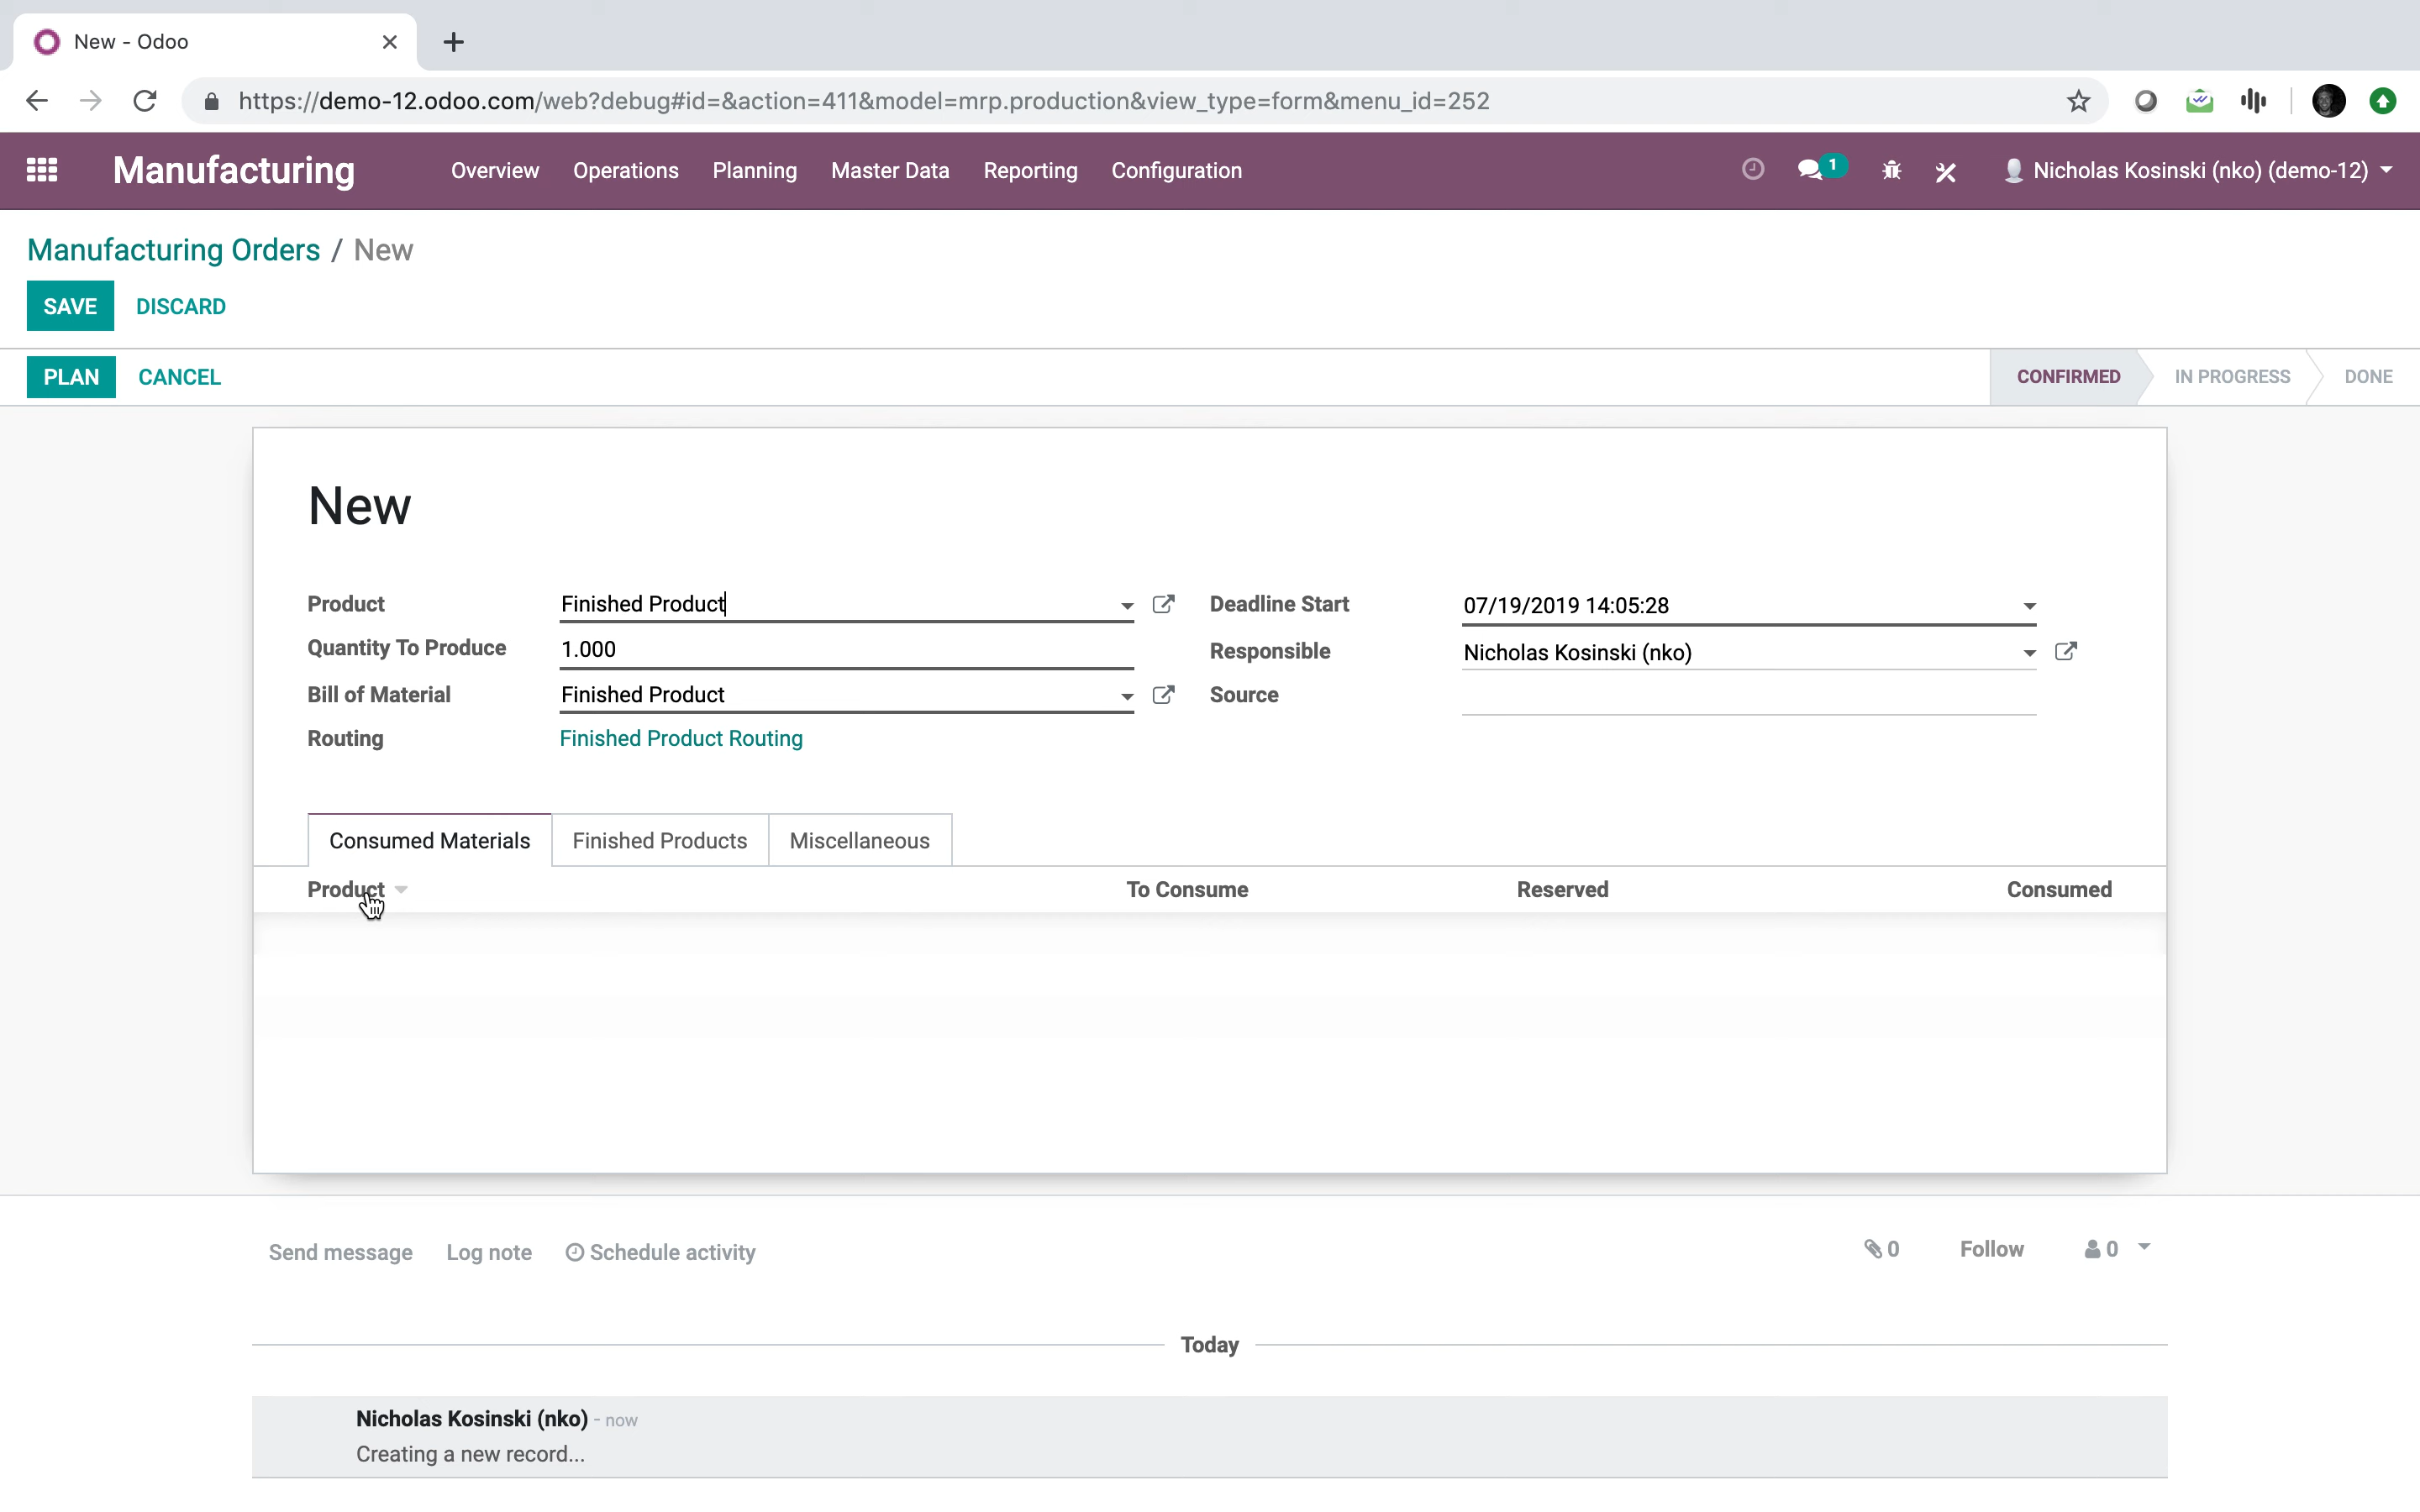 New - Odoo
https://demo-12.odoo.com/web?debug#id=&action=411&model=mrp.production&view_type=form&menu_id=252
Manufacturing Overview Operations Planning Master Data Reporting Configuration 1 Nicholas Kosinski (nko) (demo-12)
Manufacturing Orders / New
SAVE DISCARD
PLAN CANCEL CONFIRMED IN PROGRESS DONE
New
Product Finished Product Deadline Start 07/19/2019 14:05:28
Quantity To Produce 1.000 Responsible Nicholas Kosinski (nko)
Bill of Material Finished Product Source
Routing Finished Product Routing
Consumed Materials Finished Products Miscellaneous
Product To Consume Reserved Consumed
Send message Log note Schedule activity 0 Follow 0
Today
Nicholas Kosinski (nko) - now
Creating a new record...